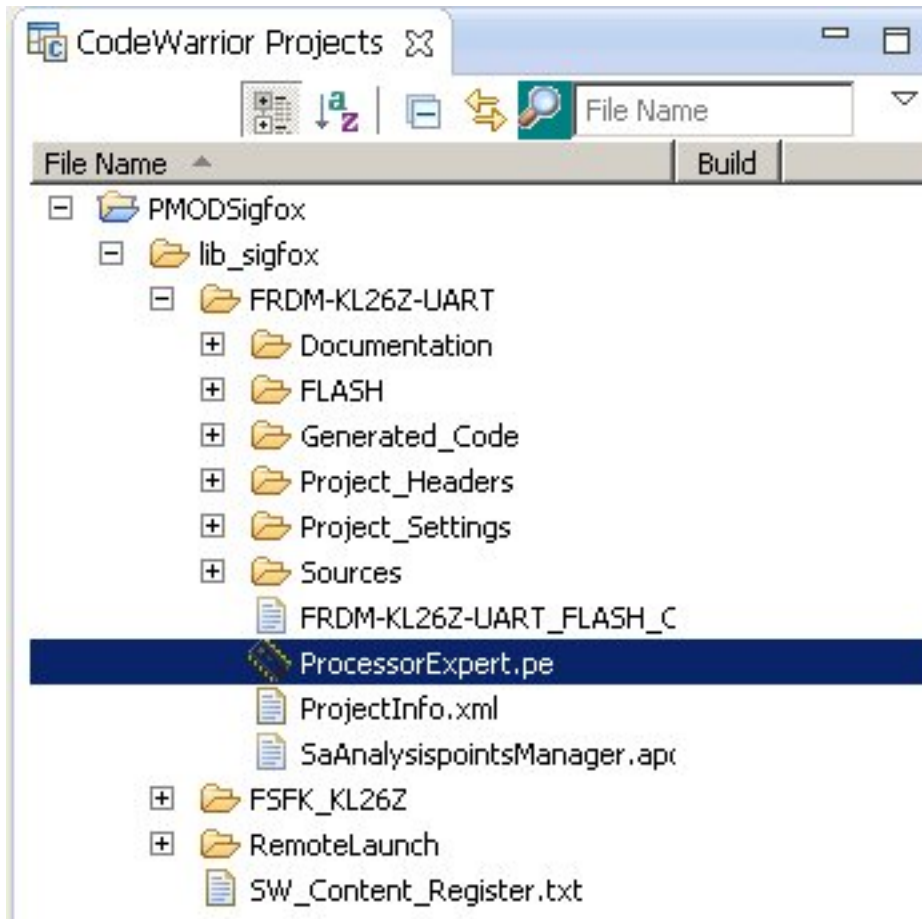 CodeWarrior Projects
File Name
File Name Build
PMODSigfox
lib_sigfox
FRDM-KL26Z-UART
Documentation
FLASH
Generated_Code
Project_Headers
Project_Settings
Sources
FRDM-KL26Z-UART_FLASH_C
ProcessorExpert.pe
ProjectInfo.xml
SaAnalysispointsManager.apc
FSFK_KL26Z
RemoteLaunch
SW_Content_Register.txt